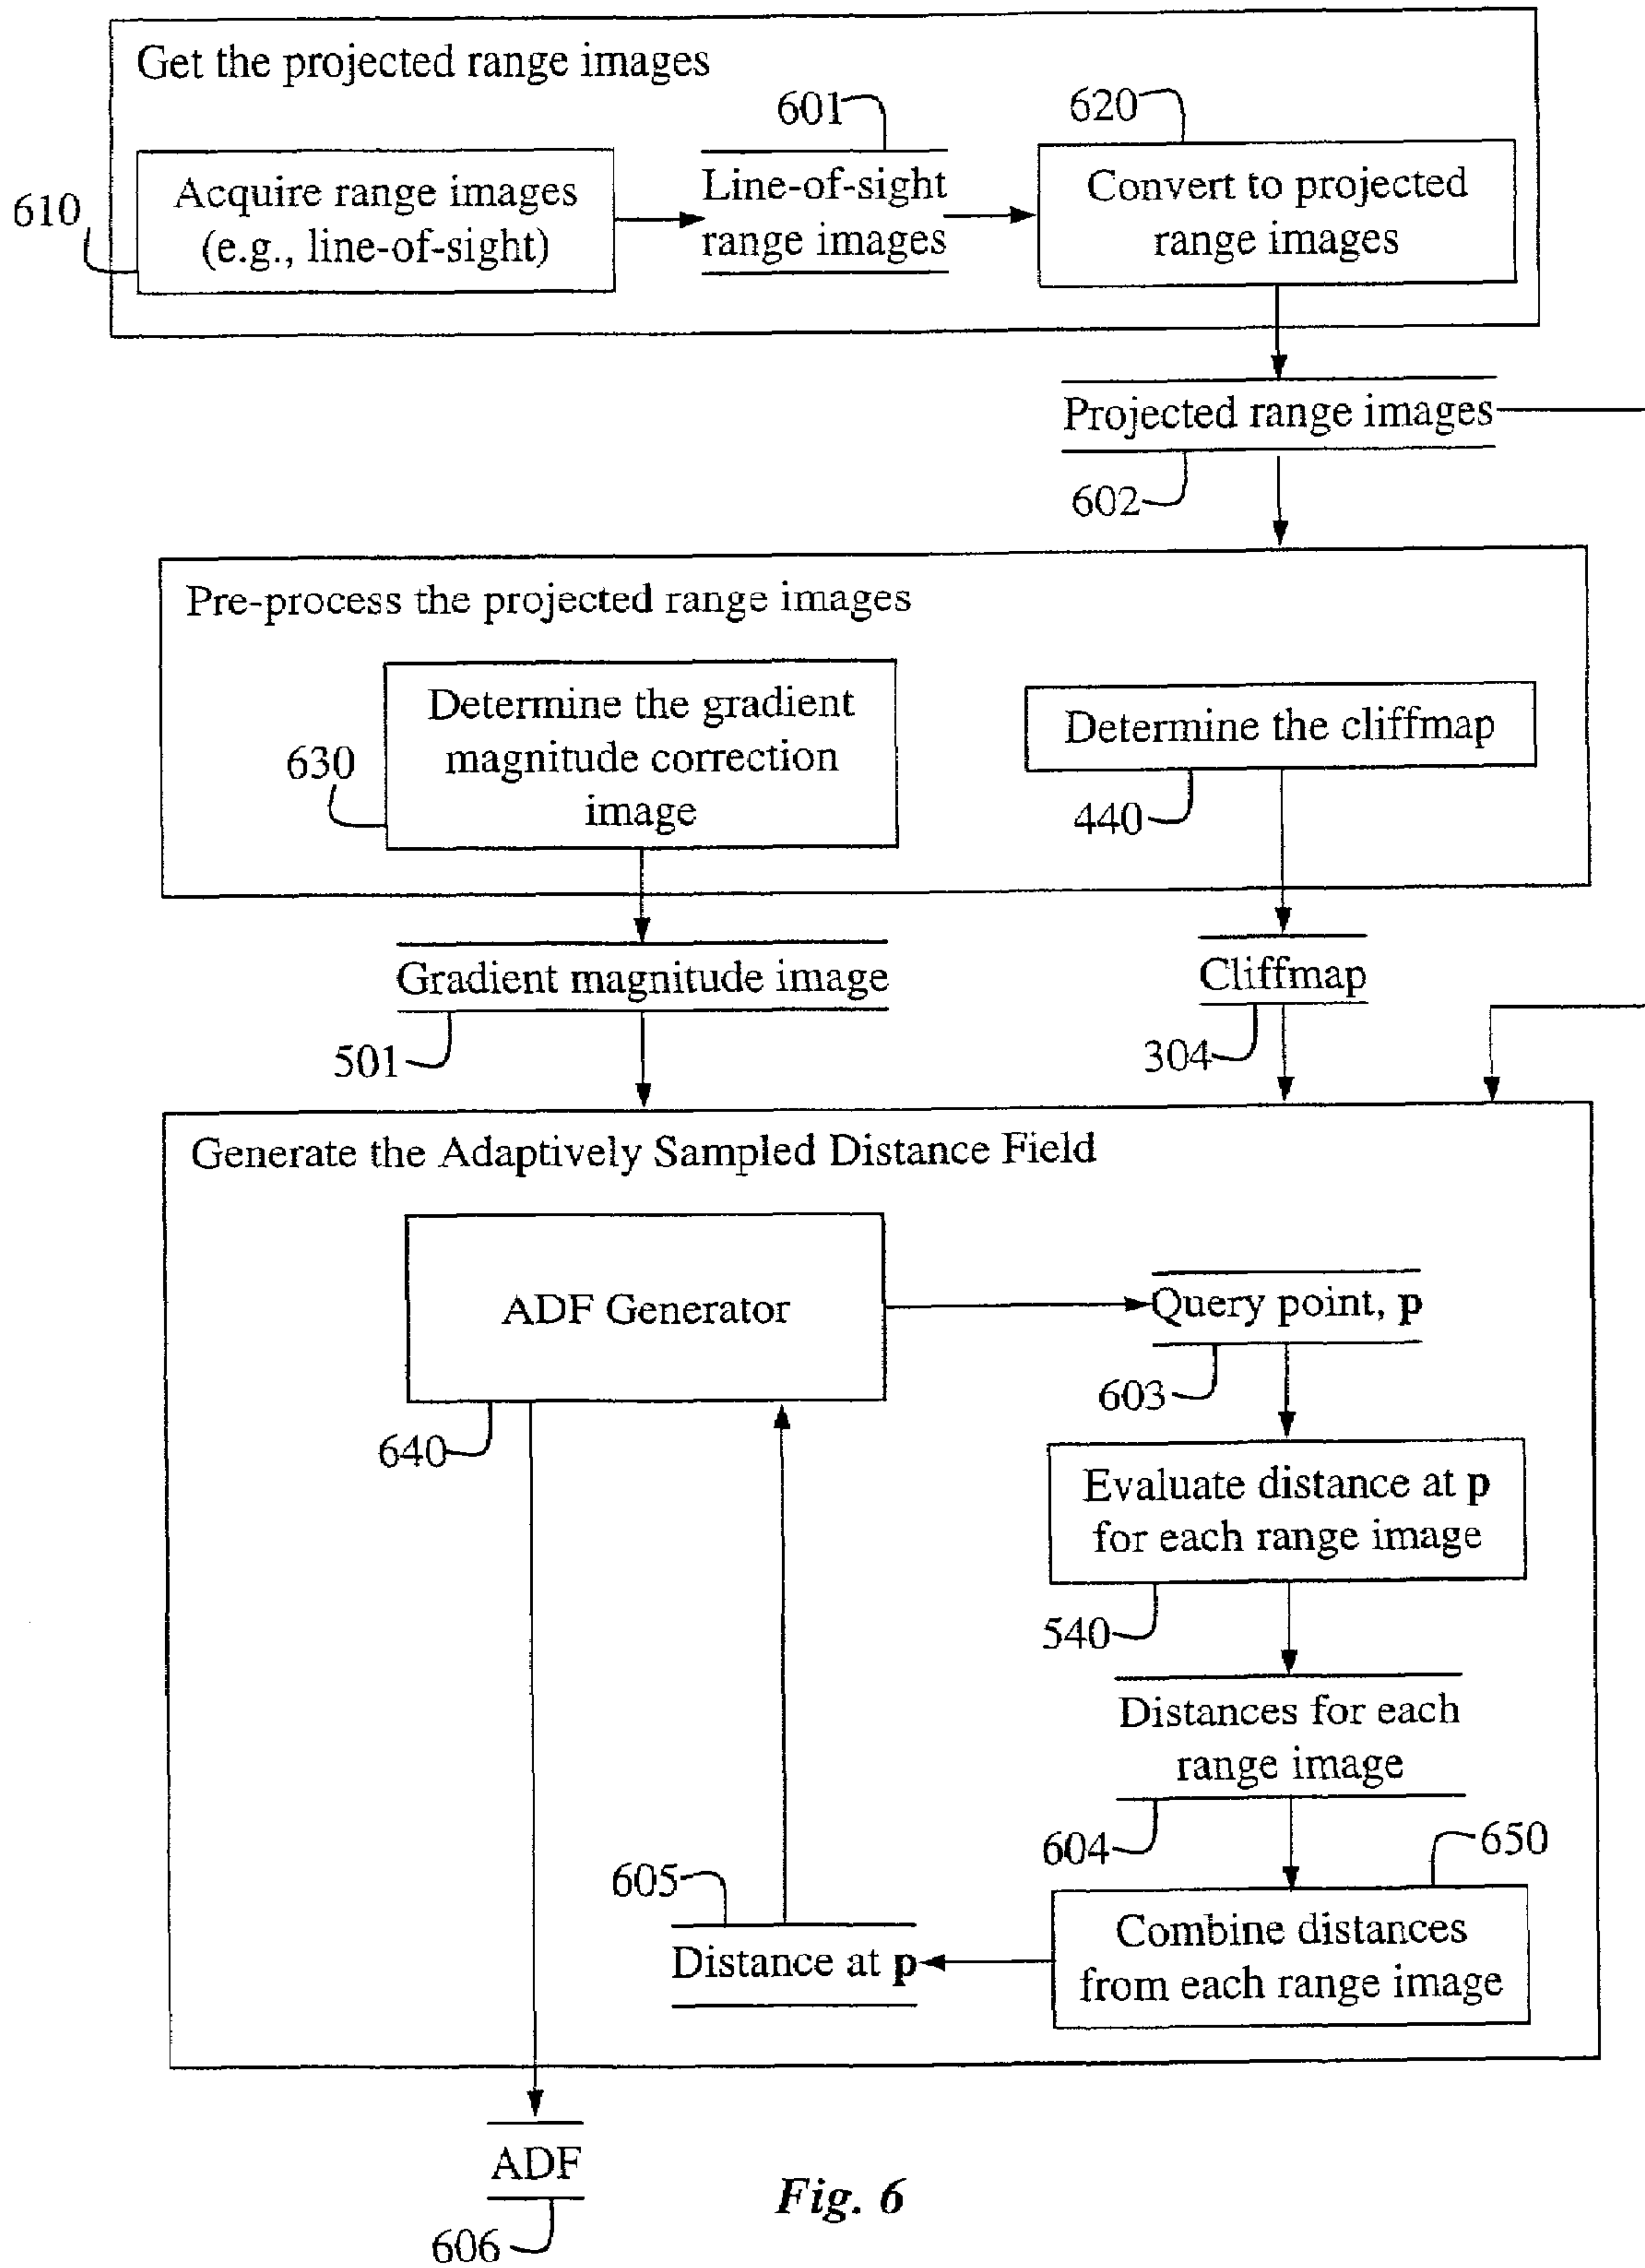 Get the projected range images
601
620
610
Acquire range images
(e.g., line-of-sight)
Line-of-sight
range images
Convert to projected
range images
Projected range images
602
Pre-process the projected range images
Determine the gradient
magnitude correction
image
630
Determine the cliffmap
440
Gradient magnitude image
501
Cliffmap
304
Generate the Adaptively Sampled Distance Field
ADF Generator
640
Query point, p
603
Evaluate distance at p
for each range image
540
Distances for each
range image
604
650
605
Distance at p
Combine distances
from each range image
ADF
606
Fig. 6